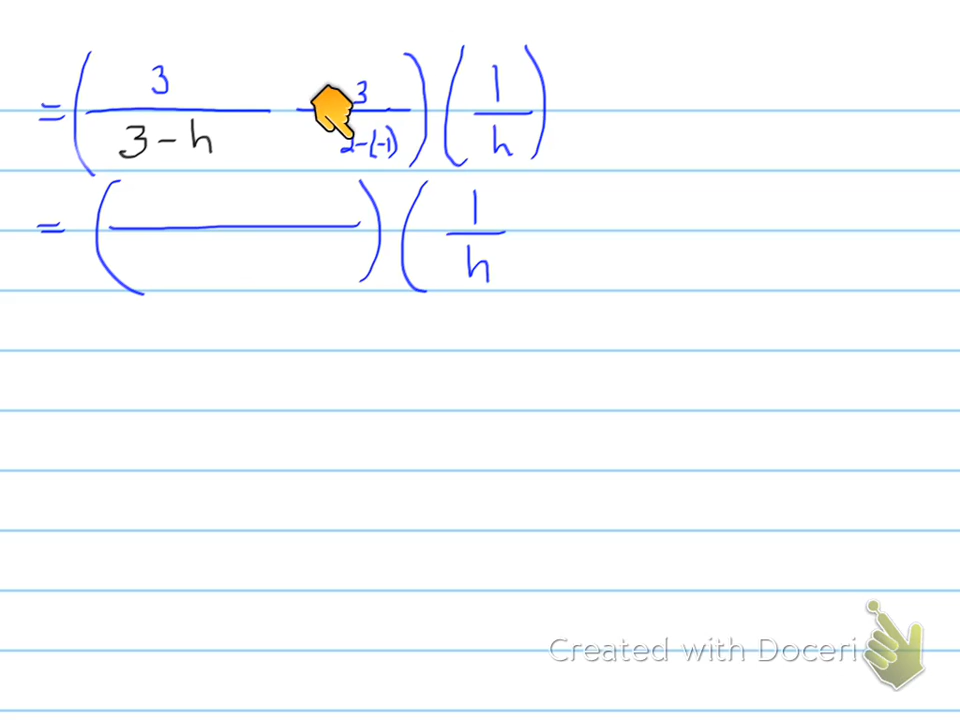 = ( 3/(3-h) - 3/(2-(-1)) ) ( 1/h )
= ( —— ) ( 1/h
Created with Doceri